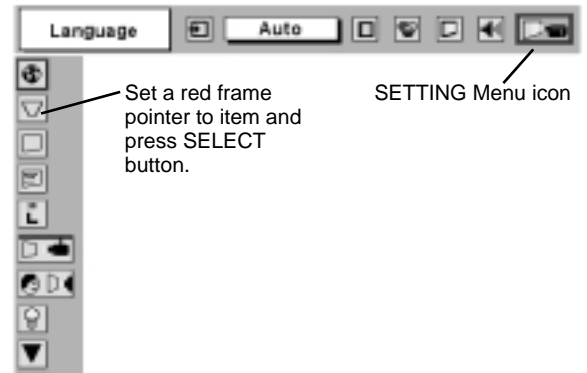 Language
Auto
Set a red frame
pointer to item and
press SELECT
button.
SETTING Menu icon